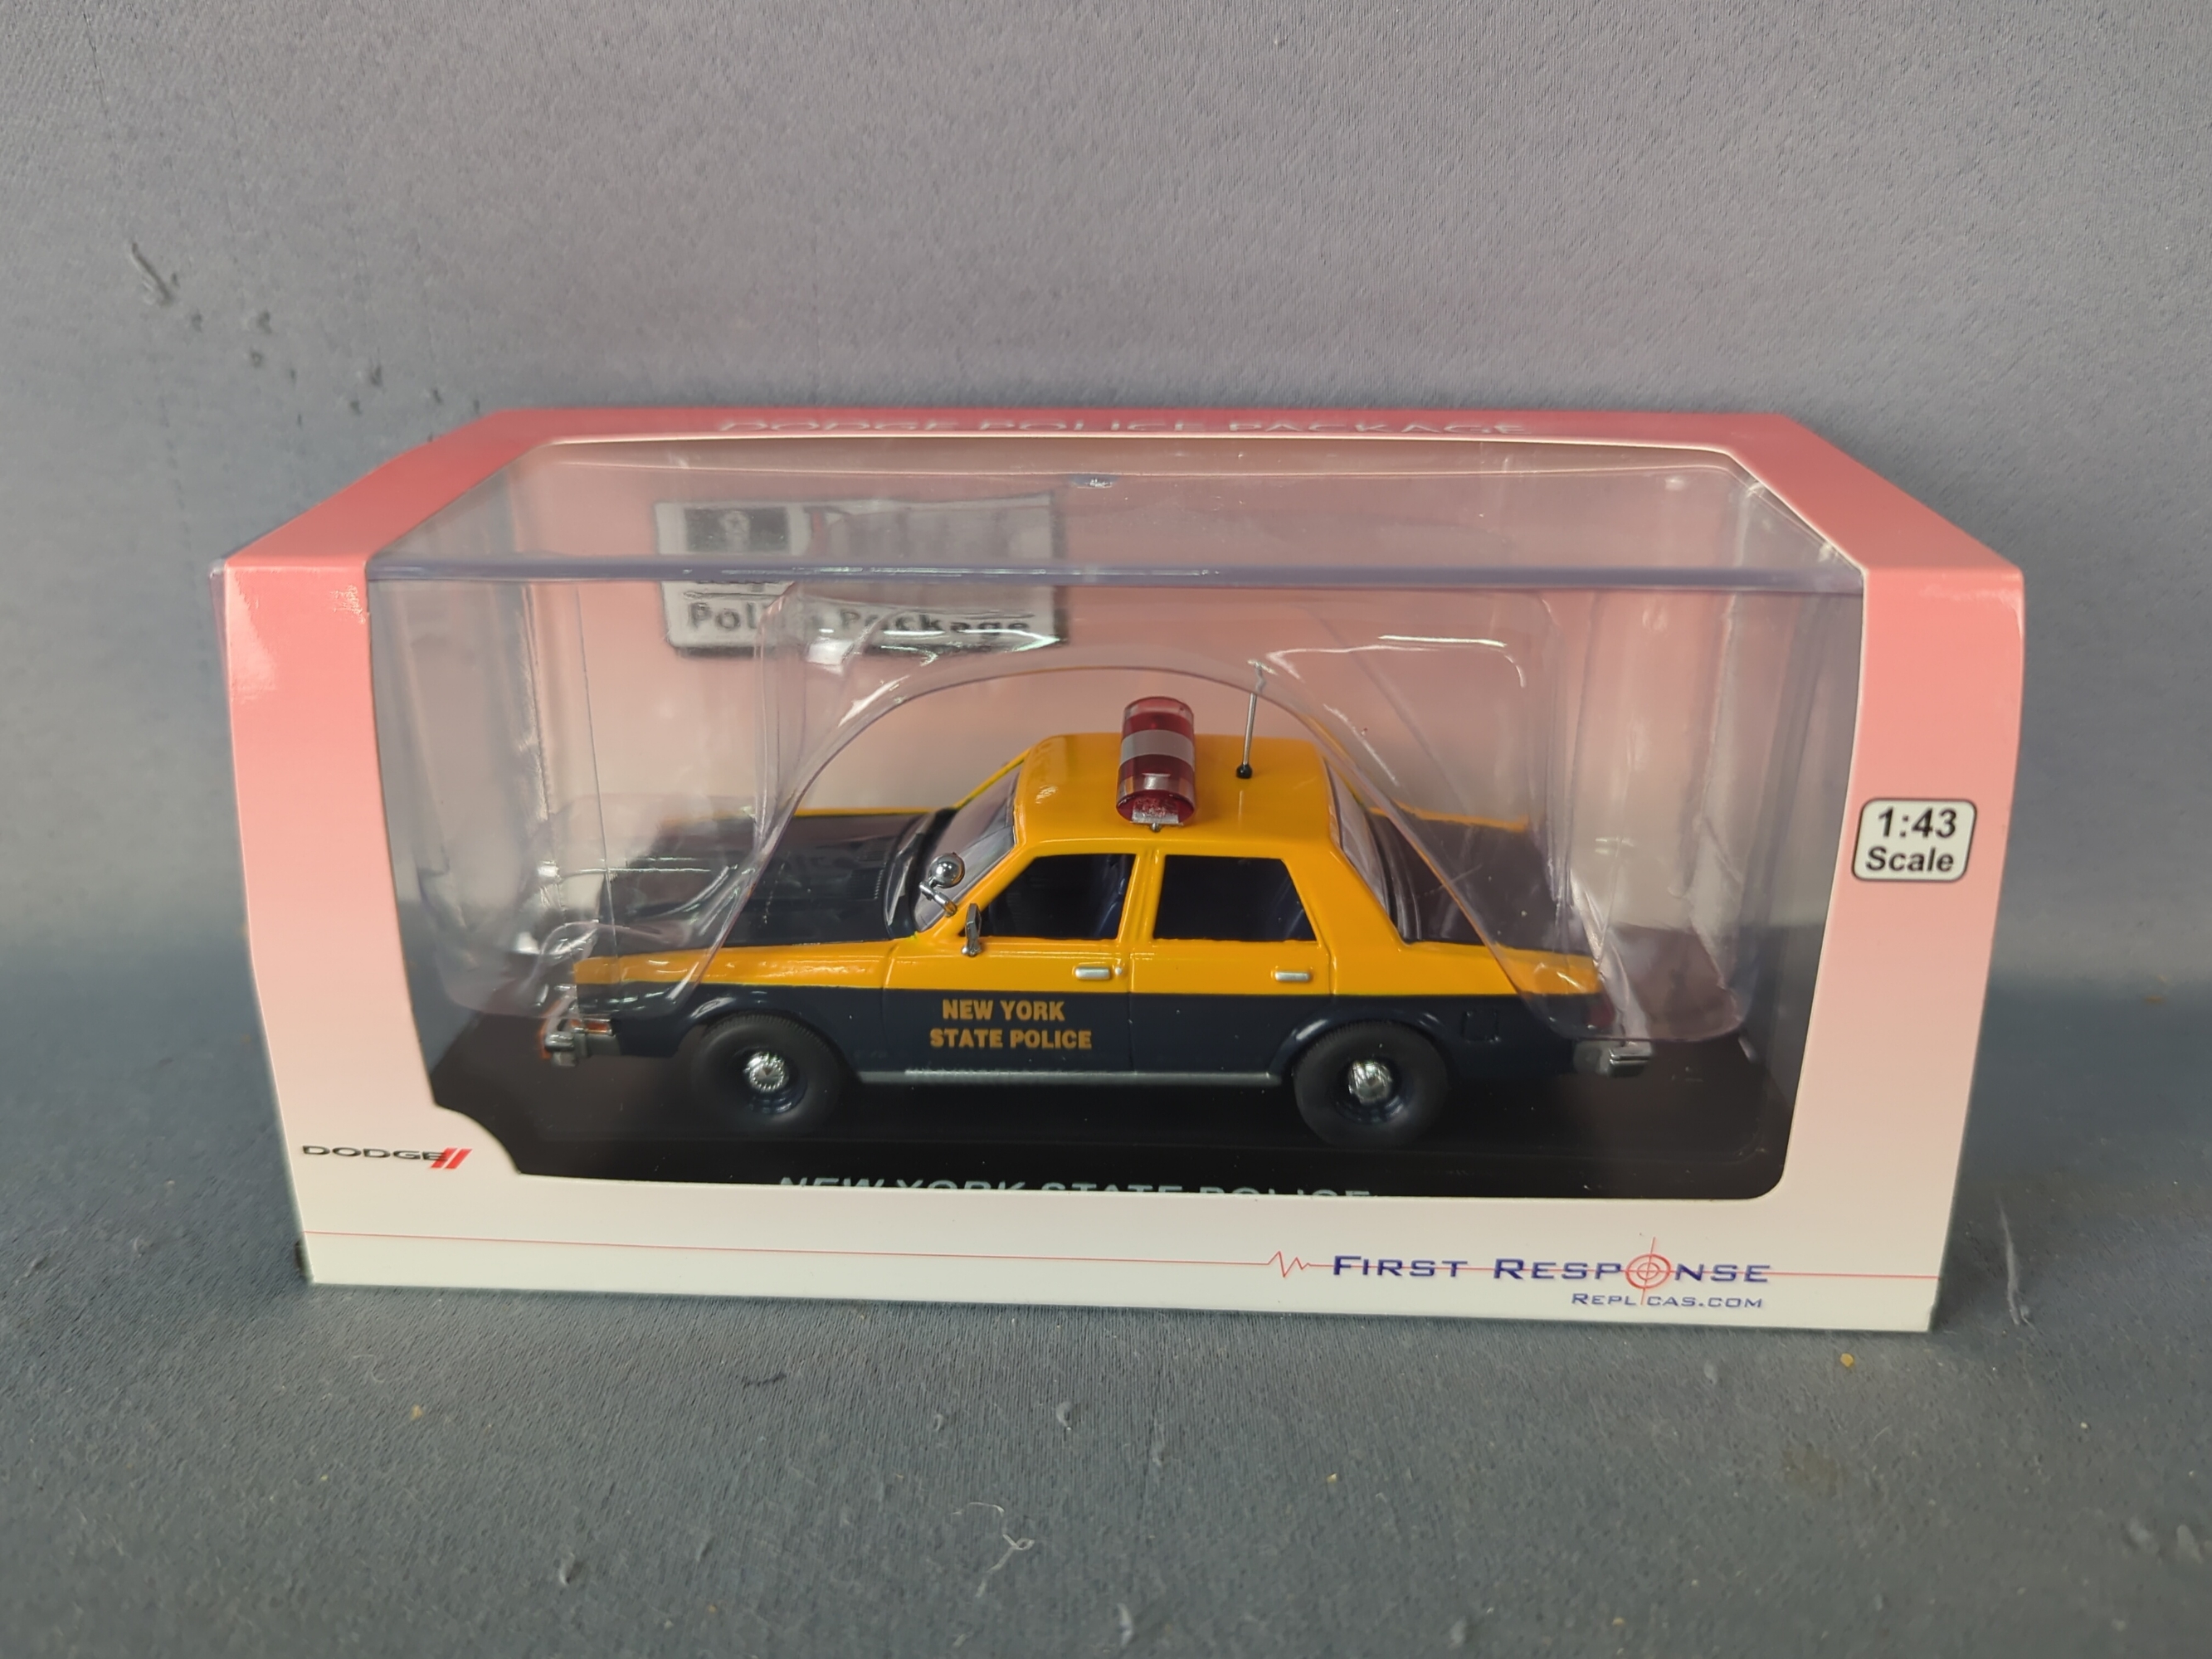 DODGE POLICE PACKAGE
Police Package
1:43
Scale
NEW YORK
STATE POLICE
DODGE
NEW YORK STATE POLICE
FIRST RESPONSE
REPLICAS.COM